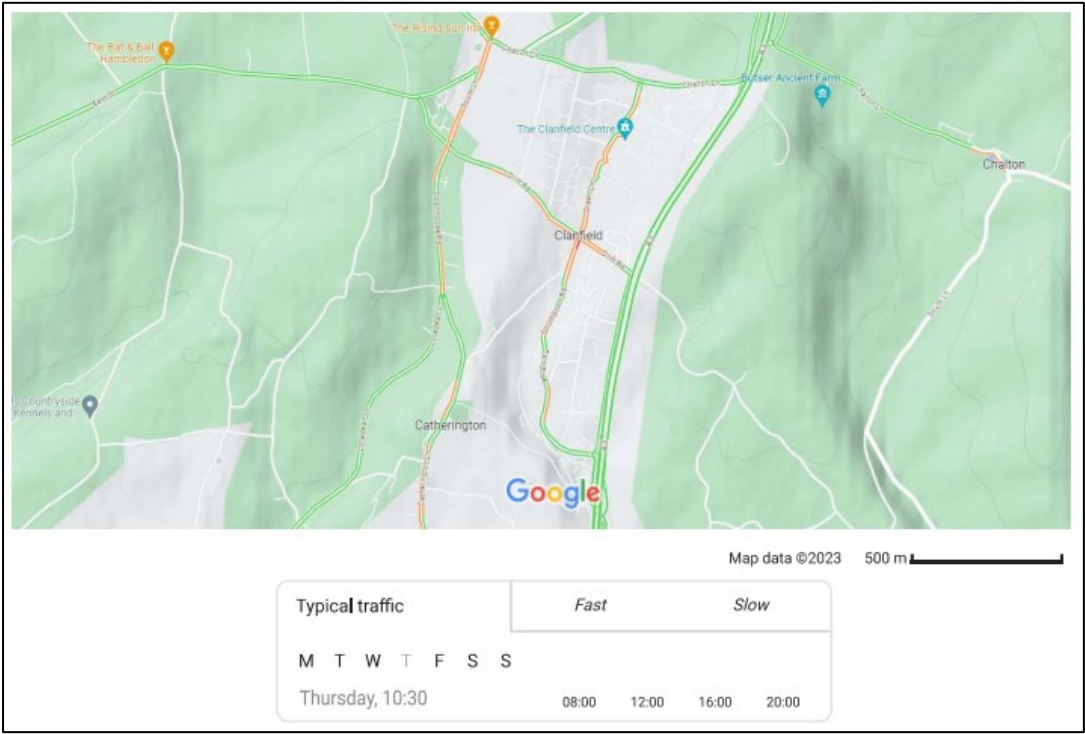 The Rising Sun Inn
The Bat & Ball
Hambledon
Butser Ancient Farm
The Clanfield Centre
Chalton
Clanfield
Countryside
Kennels and
Catherington
Google
Map data ©2023 500 m
Typical traffic Fast Slow
M T W T F S S
Thursday, 10:30 08:00 12:00 16:00 20:00